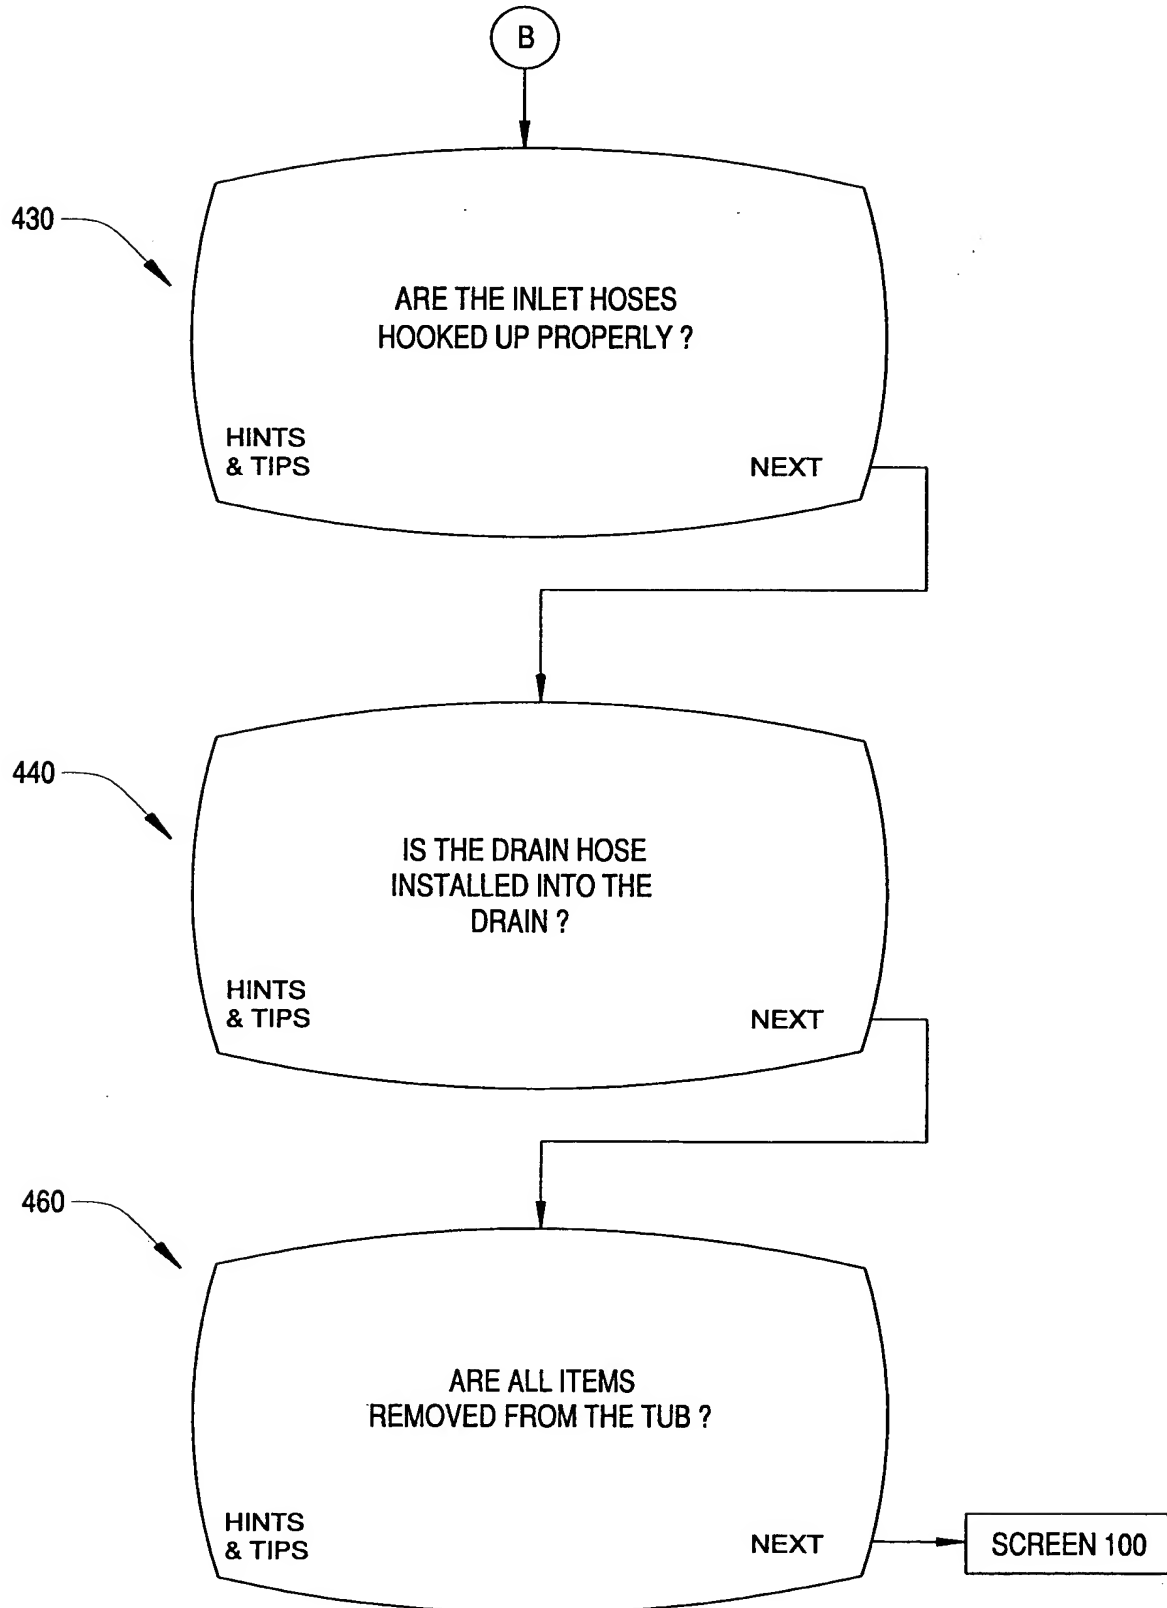 B
430
ARE THE INLET HOSES
HOOKED UP PROPERLY ?
HINTS
& TIPS
NEXT
440
IS THE DRAIN HOSE
INSTALLED INTO THE
DRAIN ?
HINTS
& TIPS
NEXT
460
ARE ALL ITEMS
REMOVED FROM THE TUB ?
HINTS
& TIPS
NEXT
SCREEN 100